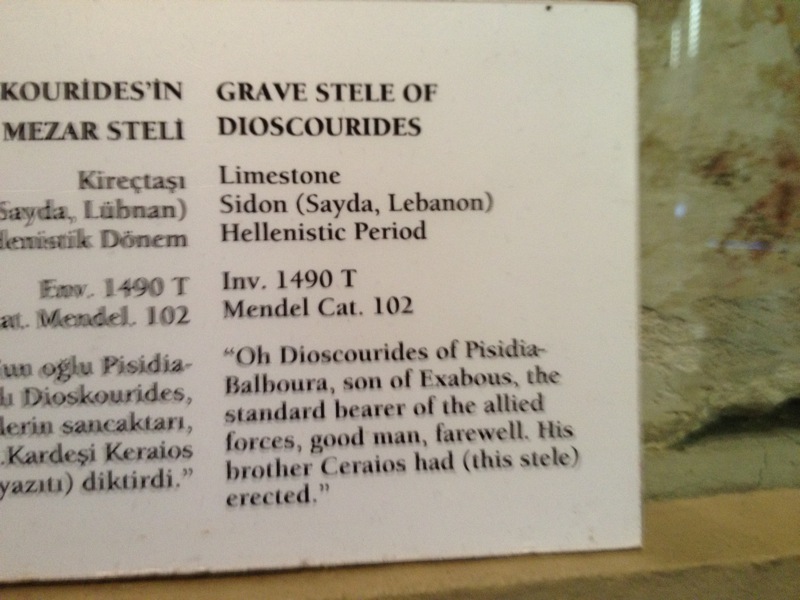 KOURİDES'İN
MEZAR STELİ
Kireçtaşı
Sayda, Lübnan)
lenistik Dönem
Env. 1490 T
at. Mendel. 102
un oğlu Pisidia-
Dioskourides,
lerin sancaktarı,
.Kardeşi Keraios
yazıtı) diktirdi."
GRAVE STELE OF
DIOSCOURIDES
Limestone
Sidon (Sayda, Lebanon)
Hellenistic Period
Inv. 1490 T
Mendel Cat. 102
"Oh Dioscourides of Pisidia-
Balboura, son of Exabous, the
standard bearer of the allied
forces, good man, farewell. His
brother Ceraios had (this stele)
erected."